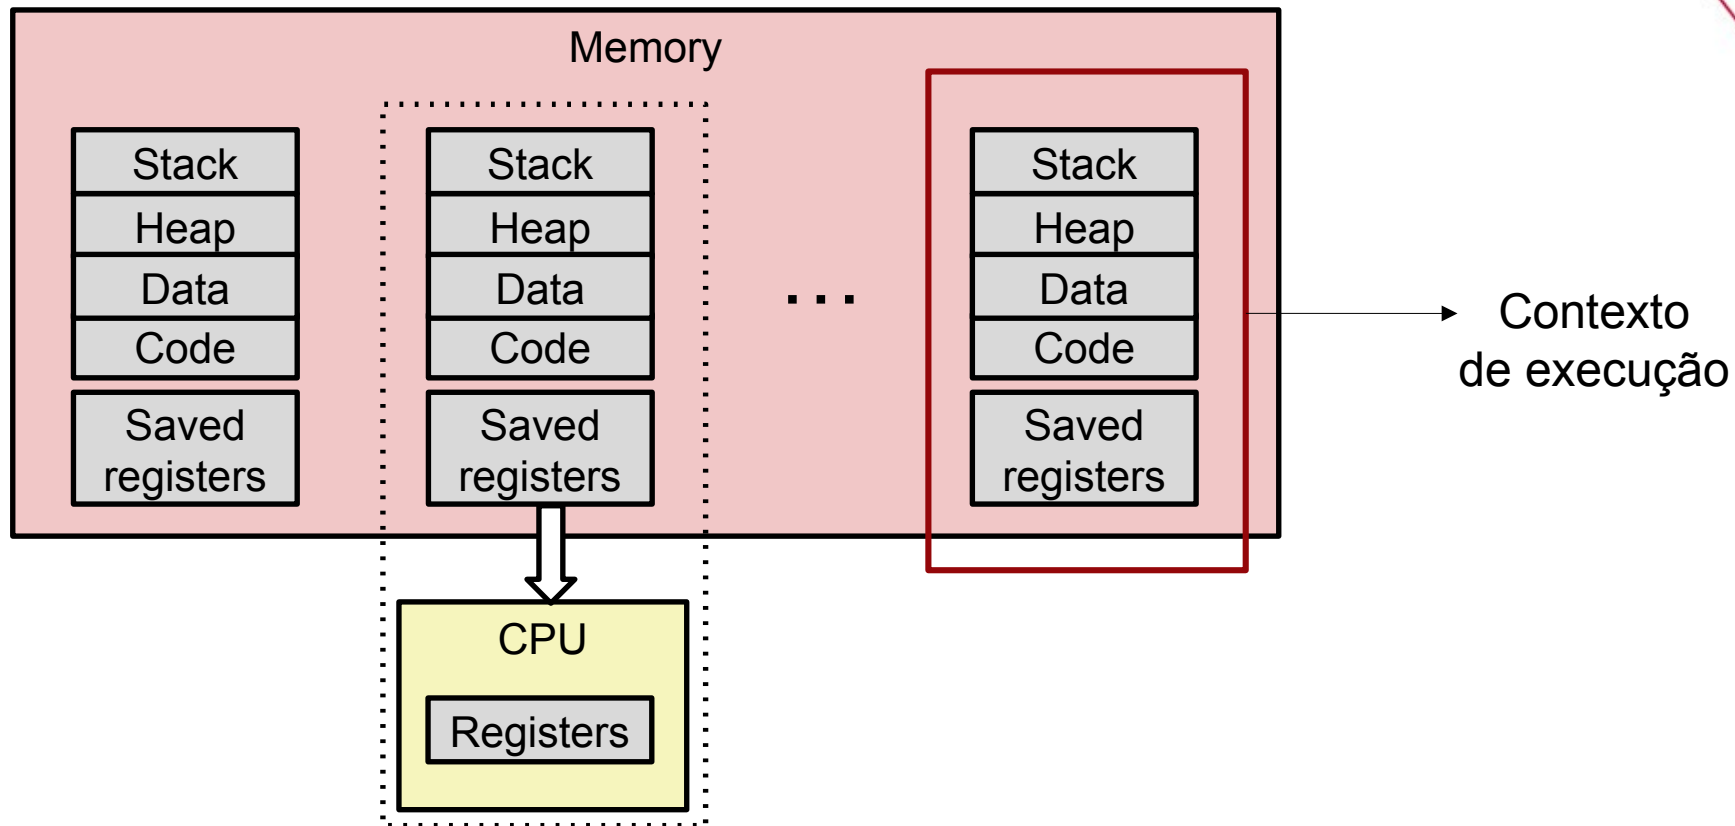 Memory
Stack
Heap
Data
Code
Saved
registers
Stack
Heap
Data
Code
Saved
registers
...
Stack
Heap
Data
Code
Saved
registers
Contexto
de execução
CPU
Registers